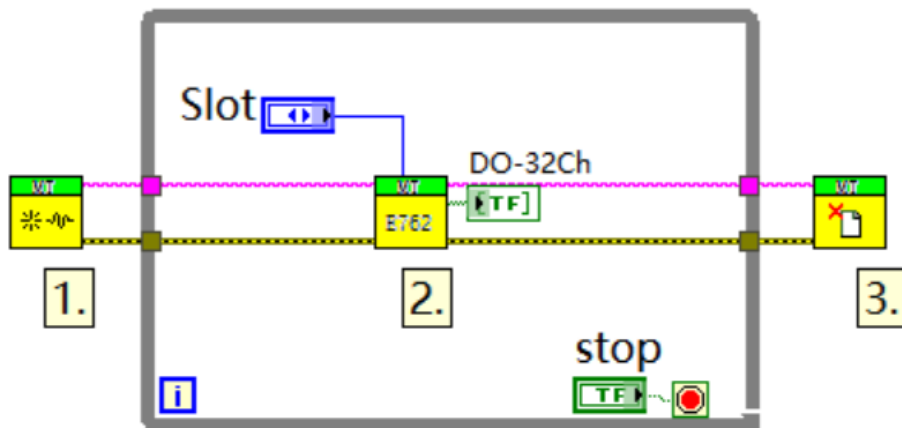 Slot
DO-32Ch
VT
VT
TF]
VT
E762
1.
2.
3.
stop
i
TF